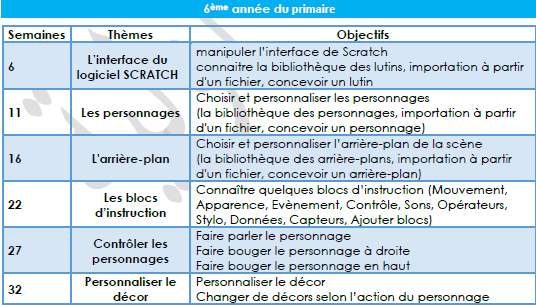 6ème année du primaire
Semaines Thèmes Objectifs
6 L'interface du logiciel SCRATCH manipuler l'interface de Scratch
connaitre la bibliothèque des lutins, importation à partir
d'un fichier, concevoir un lutin
11 Les personnages Choisir et personnaliser les personnages
(la bibliothèque des personnages, importation à partir
d'un fichier, concevoir un personnage)
16 L'arrière-plan Choisir et personnaliser l'arrière-plan de la scène
(la bibliothèque des arrière-plans, importation à partir
d'un fichier, concevoir un arrière-plan)
22 Les blocs d'instruction Connaître quelques blocs d'instruction (Mouvement,
Apparence, Evènement, Contrôle, Sons, Opérateurs,
Stylo, Données, Capteurs, Ajouter blocs)
27 Contrôler les personnages Faire parler le personnage
Faire bouger le personnage à droite
Faire bouger le personnage en haut
32 Personnaliser le décor Personnaliser le décor
Changer de décors selon l'action du personnage